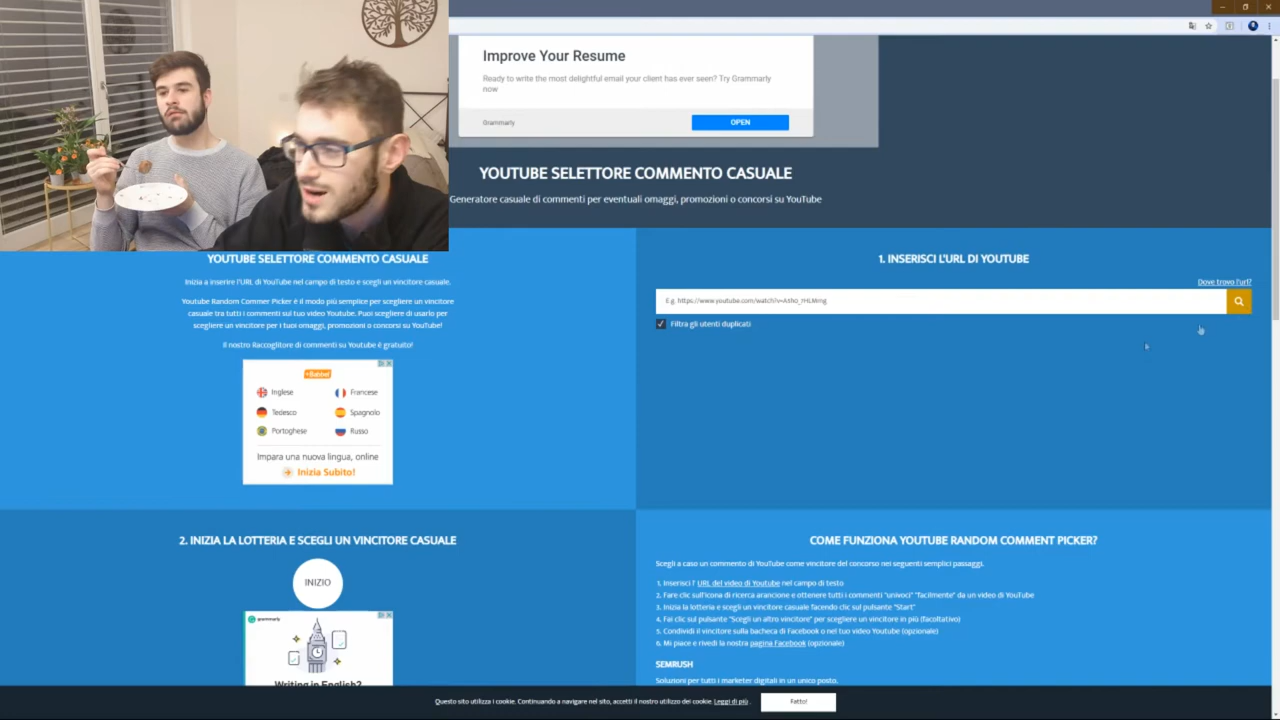 Improve Your Resume
Ready to write the most delightful email your client has ever seen? Try Grammarly
now
Grammarly
OPEN
YOUTUBE SELETTORE COMMENTO CASUALE
Generatore casuale di commenti per eventuali omaggi, promozioni o concorsi su YouTube
YOUTUBE SELETTORE COMMENTO CASUALE
Inizia a inserire l'URL di YouTube nel campo di testo e scegli un vincitore casuale.
Youtube Random Commer Picker è il modo più semplice per scegliere un vincitore
casuale tra tutti i commenti sul tuo video Youtube. Puoi scegliere di usarlo per
scegliere un vincitore per i tuoi omaggi, promozioni o concorsi su YouTube!
Il nostro Raccoglitore di commenti su Youtube è gratuito!
Babbel
Inglese
Francese
Tedesco
Spagnolo
Portoghese
Russo
Impara una nuova lingua, online
Inizia Subito!
1. INSERISCI L'URL DI YOUTUBE
Dove trovo l'url?
E.g. https://www.youtube.com/watch?v=
Filtra gli utenti duplicati
2. INIZIA LA LOTTERIA E SCEGLI UN VINCITORE CASUALE
INIZIO
grammarly
Writing in English?
COME FUNZIONA YOUTUBE RANDOM COMMENT PICKER?
Scegli a caso un commento di YouTube come vincitore del concorso nei seguenti semplici passaggi.
1. Inserisci l' URL del video di Youtube nel campo di testo
2. Fare clic sull'icona di ricerca arancione e ottenere tutti i commenti "univoci" "facilmente" da un video di YouTube
3. Inizia la lotteria e scegli un vincitore casuale facendo clic sul pulsante "Start"
4. Fai clic sul pulsante "Scegli un altro vincitore" per scegliere un vincitore in più (facoltativo)
5. Condividi il vincitore sulla bacheca di Facebook o nel tuo video Youtube (opzionale)
6. Mi piace e rivedi la nostra pagina Facebook (opzionale)
SEMRUSH
Soluzioni per tutti i marketer digitali in un unico posto.
Questo sito utilizza i cookie. Continuando a navigare nel sito, accetti il nostro utilizzo dei cookie. Leggi di più.
Fatto!